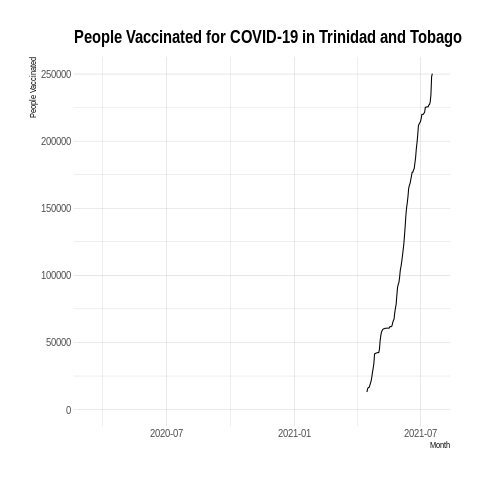 People Vaccinated for COVID-19 in Trinidad and Tobago
People Vaccinated
250000
200000
150000
100000
50000
0
2020-07 2021-01 2021-07
Month